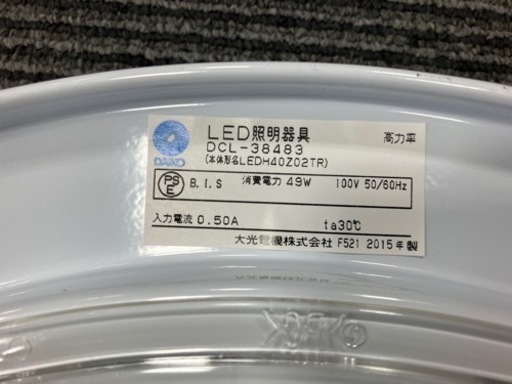 LED照明器具
高力率
DCL-38483
DAIKO
(本体形名LEDH40Z02TR)
PSE B.I.S 消費電力 49W 100V 50/60Hz
入力電流 0.50A ta30℃
大光電機株式会社 F521 2015年製